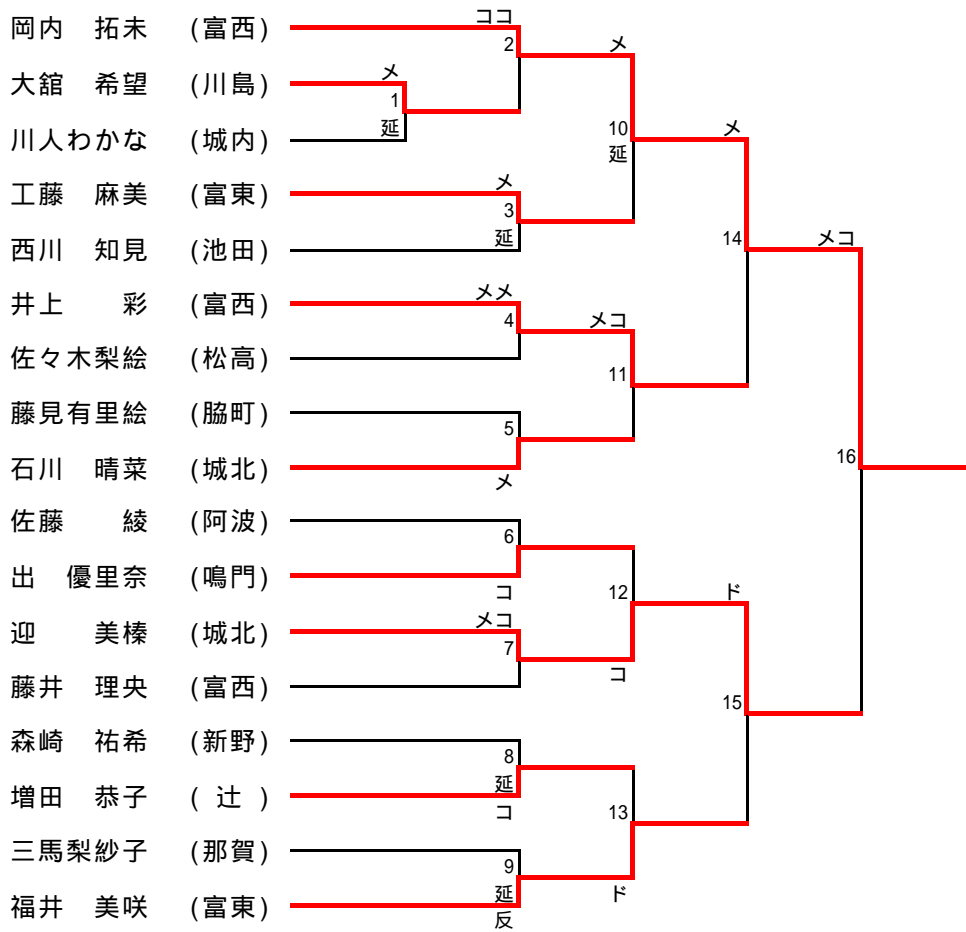 岡内 拓未 (富西)
ココ
2
メ
大舘 希望 (川島)
メ
1
延
川人わかな (城内)
10
延
メ
工藤 麻美 (富東)
メ
3
延
西川 知見 (池田)
14
メコ
井上 彩 (富西)
メメ
4
メコ
佐々木梨絵 (松高)
11
藤見有里絵 (脇町)
5
石川 晴菜 (城北)
メ
16
佐藤 綾 (阿波)
6
出 優里奈 (鳴門)
コ
12
ド
迎 美榛 (城北)
メコ
7
コ
藤井 理央 (富西)
15
森崎 祐希 (新野)
8
延
増田 恭子 (辻)
コ
13
三馬梨紗子 (那賀)
9
延
ド
福井 美咲 (富東)
反